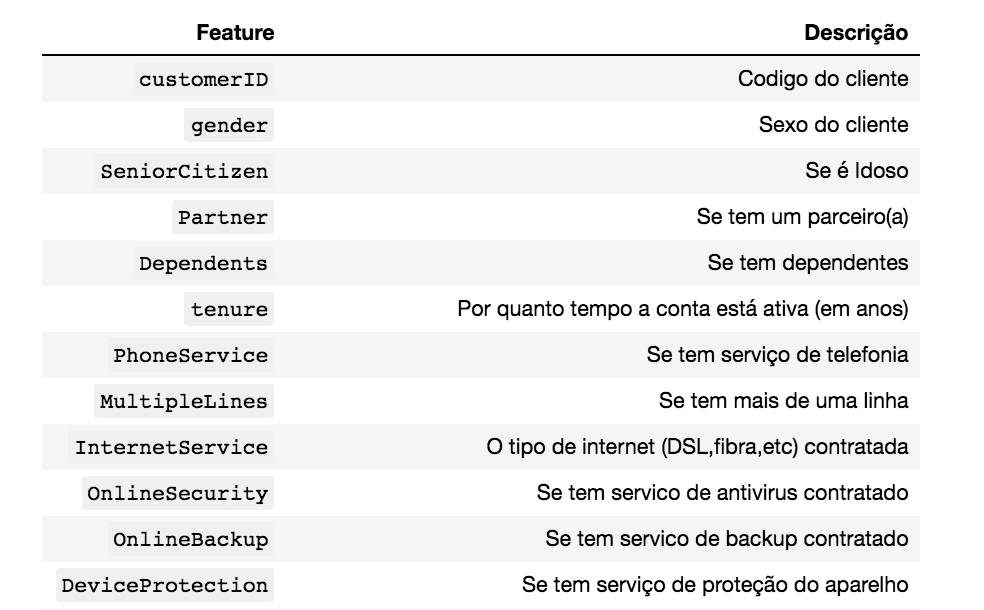 Feature Descrição
customerID Codigo do cliente
gender Sexo do cliente
SeniorCitizen Se é Idoso
Partner Se tem um parceiro(a)
Dependents Se tem dependentes
tenure Por quanto tempo a conta está ativa (em anos)
PhoneService Se tem serviço de telefonia
MultipleLines Se tem mais de uma linha
InternetService O tipo de internet (DSL,fibra,etc) contratada
OnlineSecurity Se tem servico de antivirus contratado
OnlineBackup Se tem servico de backup contratado
DeviceProtection Se tem serviço de proteção do aparelho